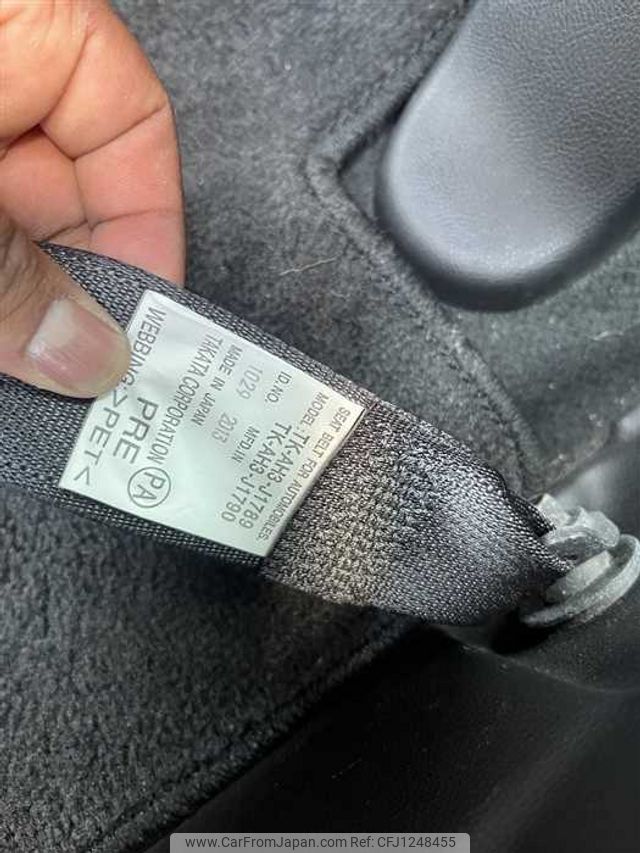 SEAT BELT FOR AUTOMOBILES.
MODEL:TK-AH3-J1789
TK-AH3-J1790
ID.NO. MFD.IN
1029 2013
MADE IN JAPAN
TAKATA CORPORATION
PRE PA
WEBBING>PET<
www.CarFromJapan.com Ref: CFJ1248455